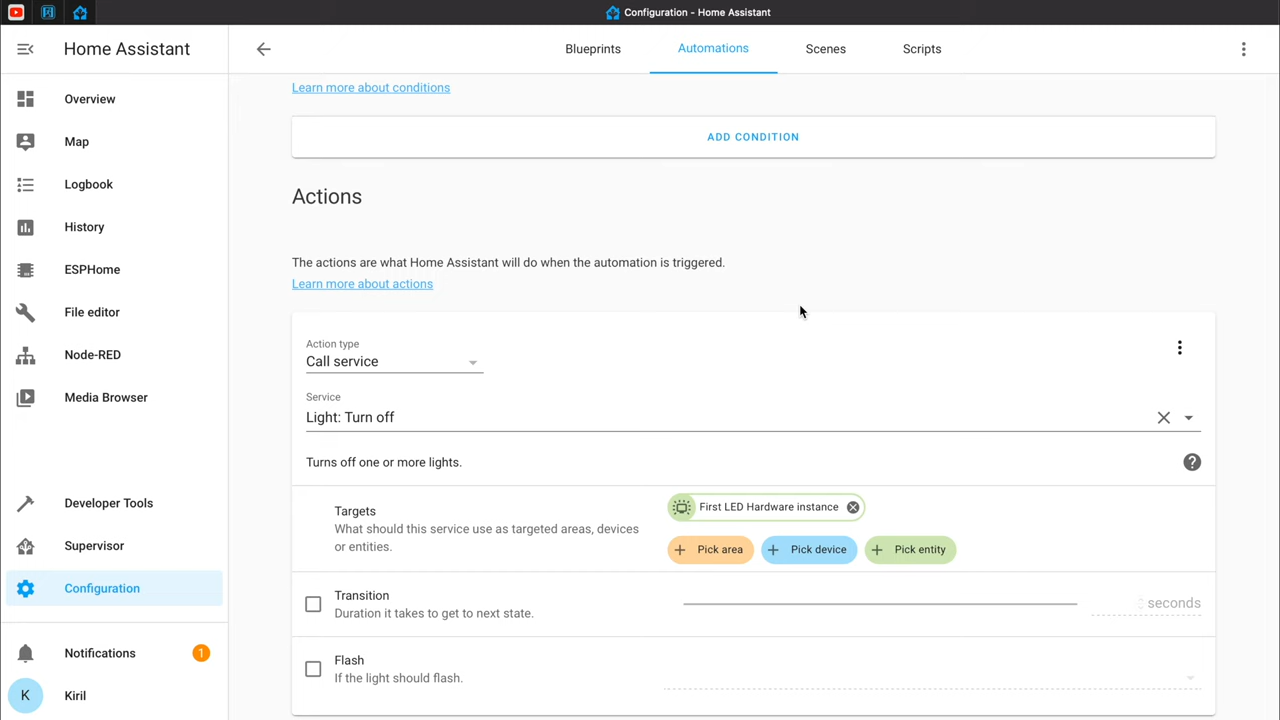 Configuration - Home Assistant
Home Assistant
Blueprints
Automations
Scenes
Scripts
Overview
Map
Logbook
History
ESPHome
File editor
Node-RED
Media Browser
Developer Tools
Supervisor
Configuration
Notifications
1
K
Kiril
Learn more about conditions
ADD CONDITION
Actions
The actions are what Home Assistant will do when the automation is triggered.
Learn more about actions
Action type
Call service
Service
Light: Turn off
Turns off one or more lights.
Targets
What should this service use as targeted areas, devices
or entities.
First LED Hardware instance
Pick area
Pick device
Pick entity
Transition
Duration it takes to get to next state.
seconds
Flash
If the light should flash.